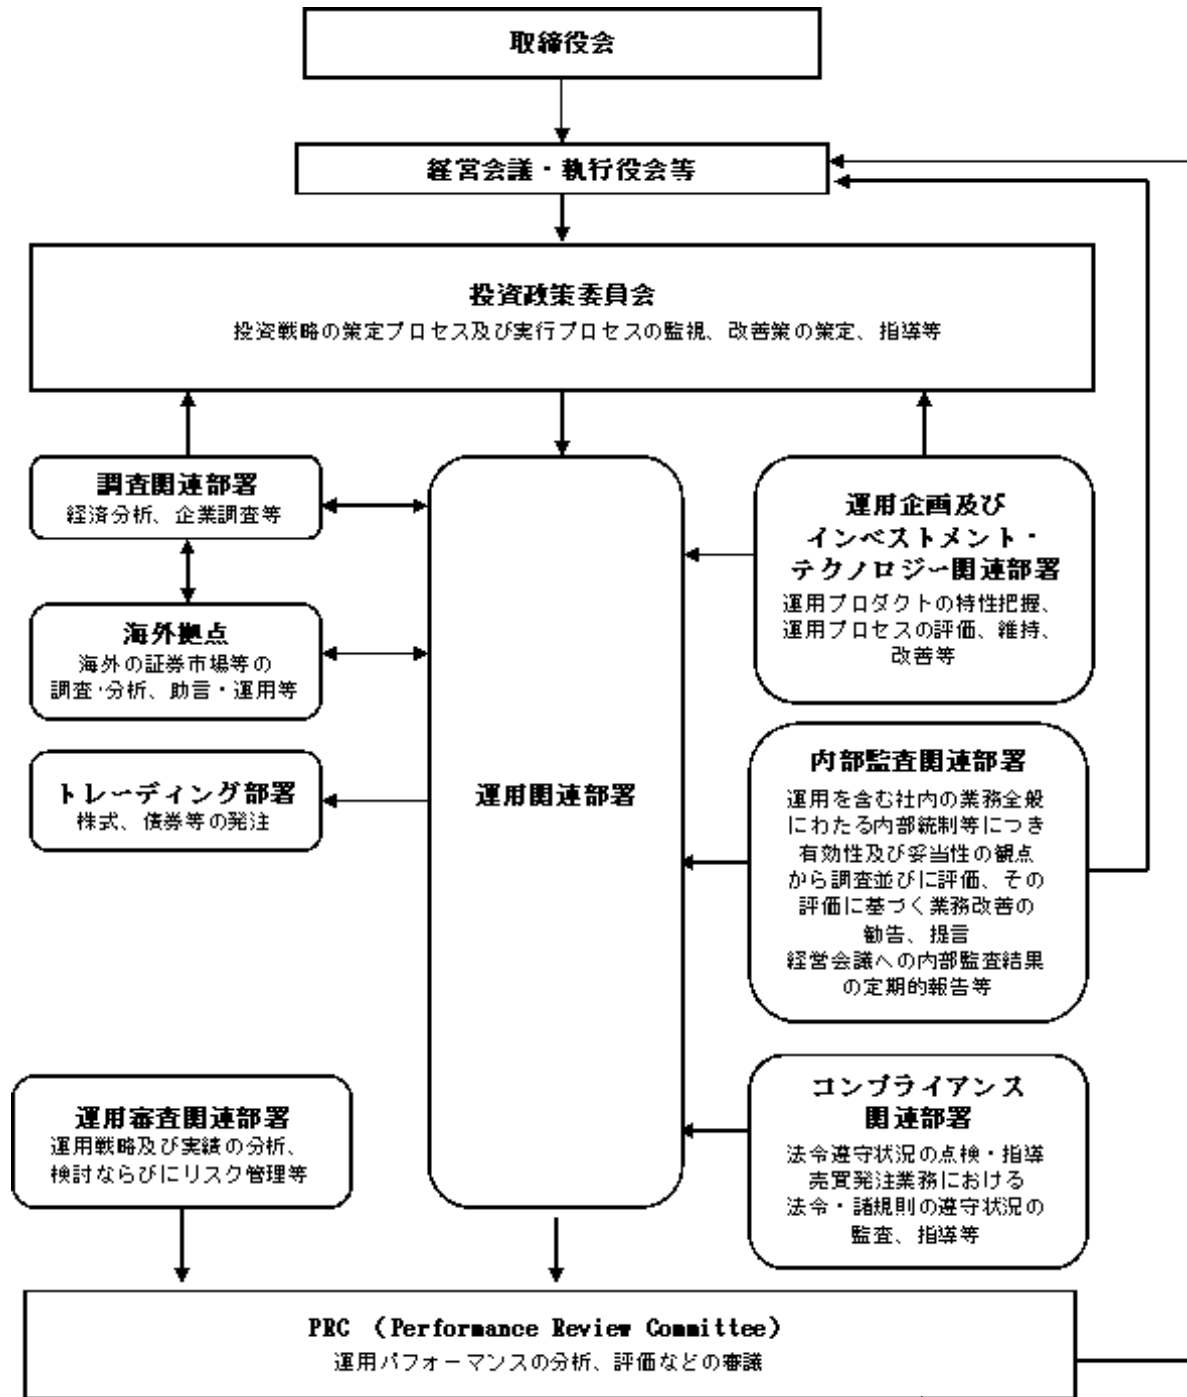 取締役会
経営会議・執行役会等
投資政策委員会
投資戦略の策定プロセス及び実行プロセスの監視、改善策の策定、指導等
調査関連部署
経済分析、企業調査等
海外拠点
海外の証券市場等の
調査・分析、助言・運用等
トレーディング部署
株式、債券等の発注
運用関連部署
運用企画及び
インベストメント・
テクノロジー関連部署
運用プロダクトの特性把握、
運用プロセスの評価、維持、
改善等
内部監査関連部署
運用を含む社内の業務全般
にわたる内部統制等につき
有効性及び妥当性の観点
から調査並びに評価、その
評価に基づく業務改善の
勧告、提言
経営会議への内部監査結果
の定期的報告等
運用審査関連部署
運用戦略及び実績の分析、
検討ならびにリスク管理等
コンプライアンス
関連部署
法令遵守状況の点検・指導
売買発注業務における
法令・諸規則の遵守状況の
監査、指導等
PRC （Performance Review Committee）
運用パフォーマンスの分析、評価などの審議